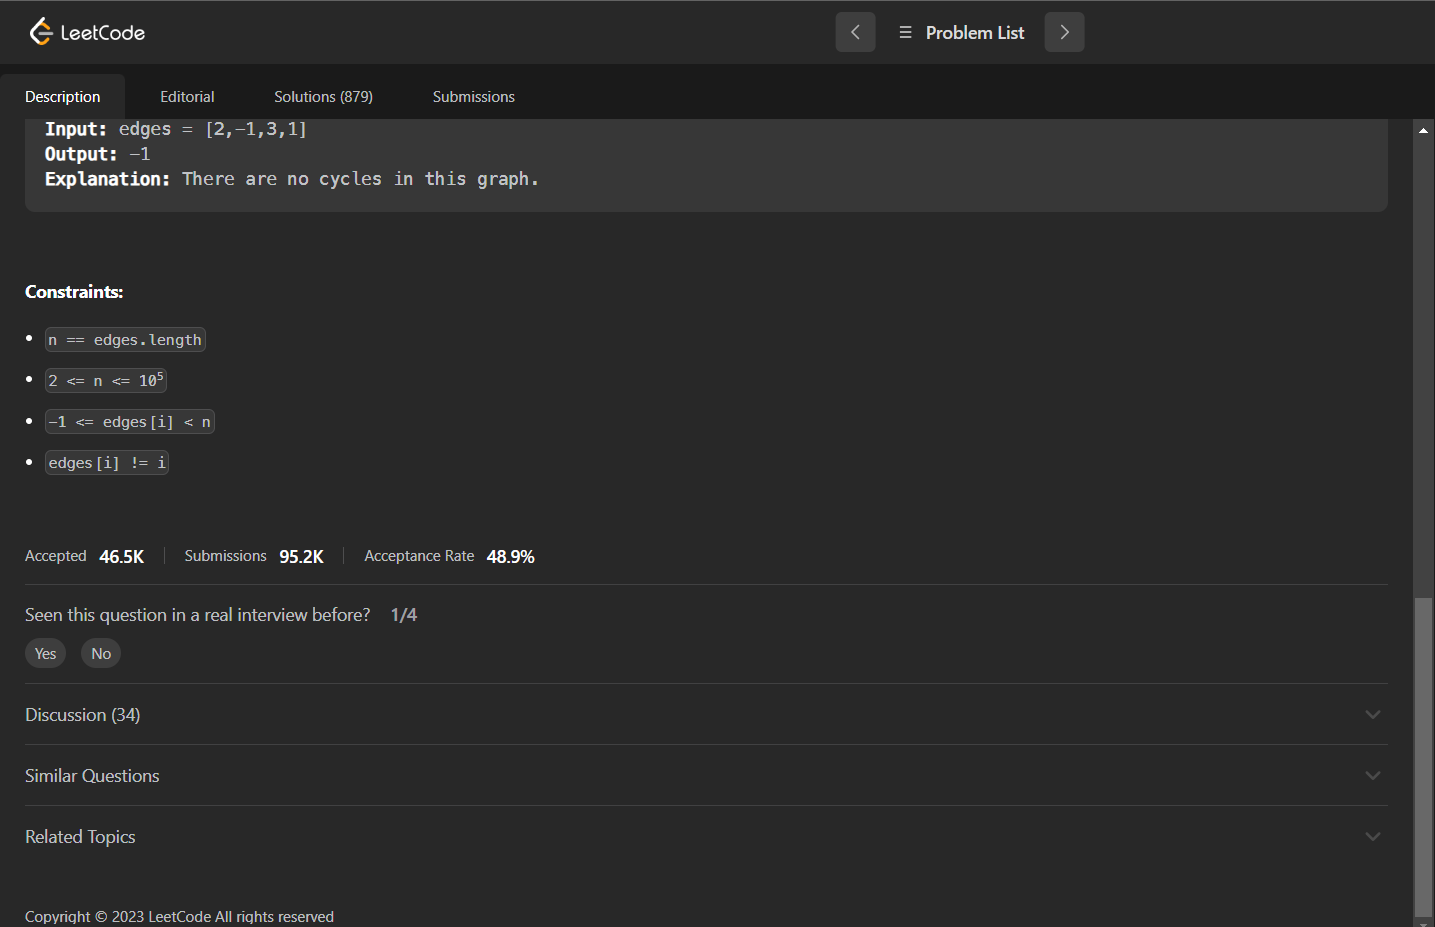 LeetCode
Problem List
Description Editorial Solutions (879) Submissions
Input: edges = [2,-1,3,1]
Output: -1
Explanation: There are no cycles in this graph.
Constraints:
n == edges.length
2 <= n <= 10⁵
-1 <= edges[i] < n
edges[i] != i
Accepted 46.5K Submissions 95.2K Acceptance Rate 48.9%
Seen this question in a real interview before? 1/4
Yes No
Discussion (34)
Similar Questions
Related Topics
Copyright © 2023 LeetCode All rights reserved